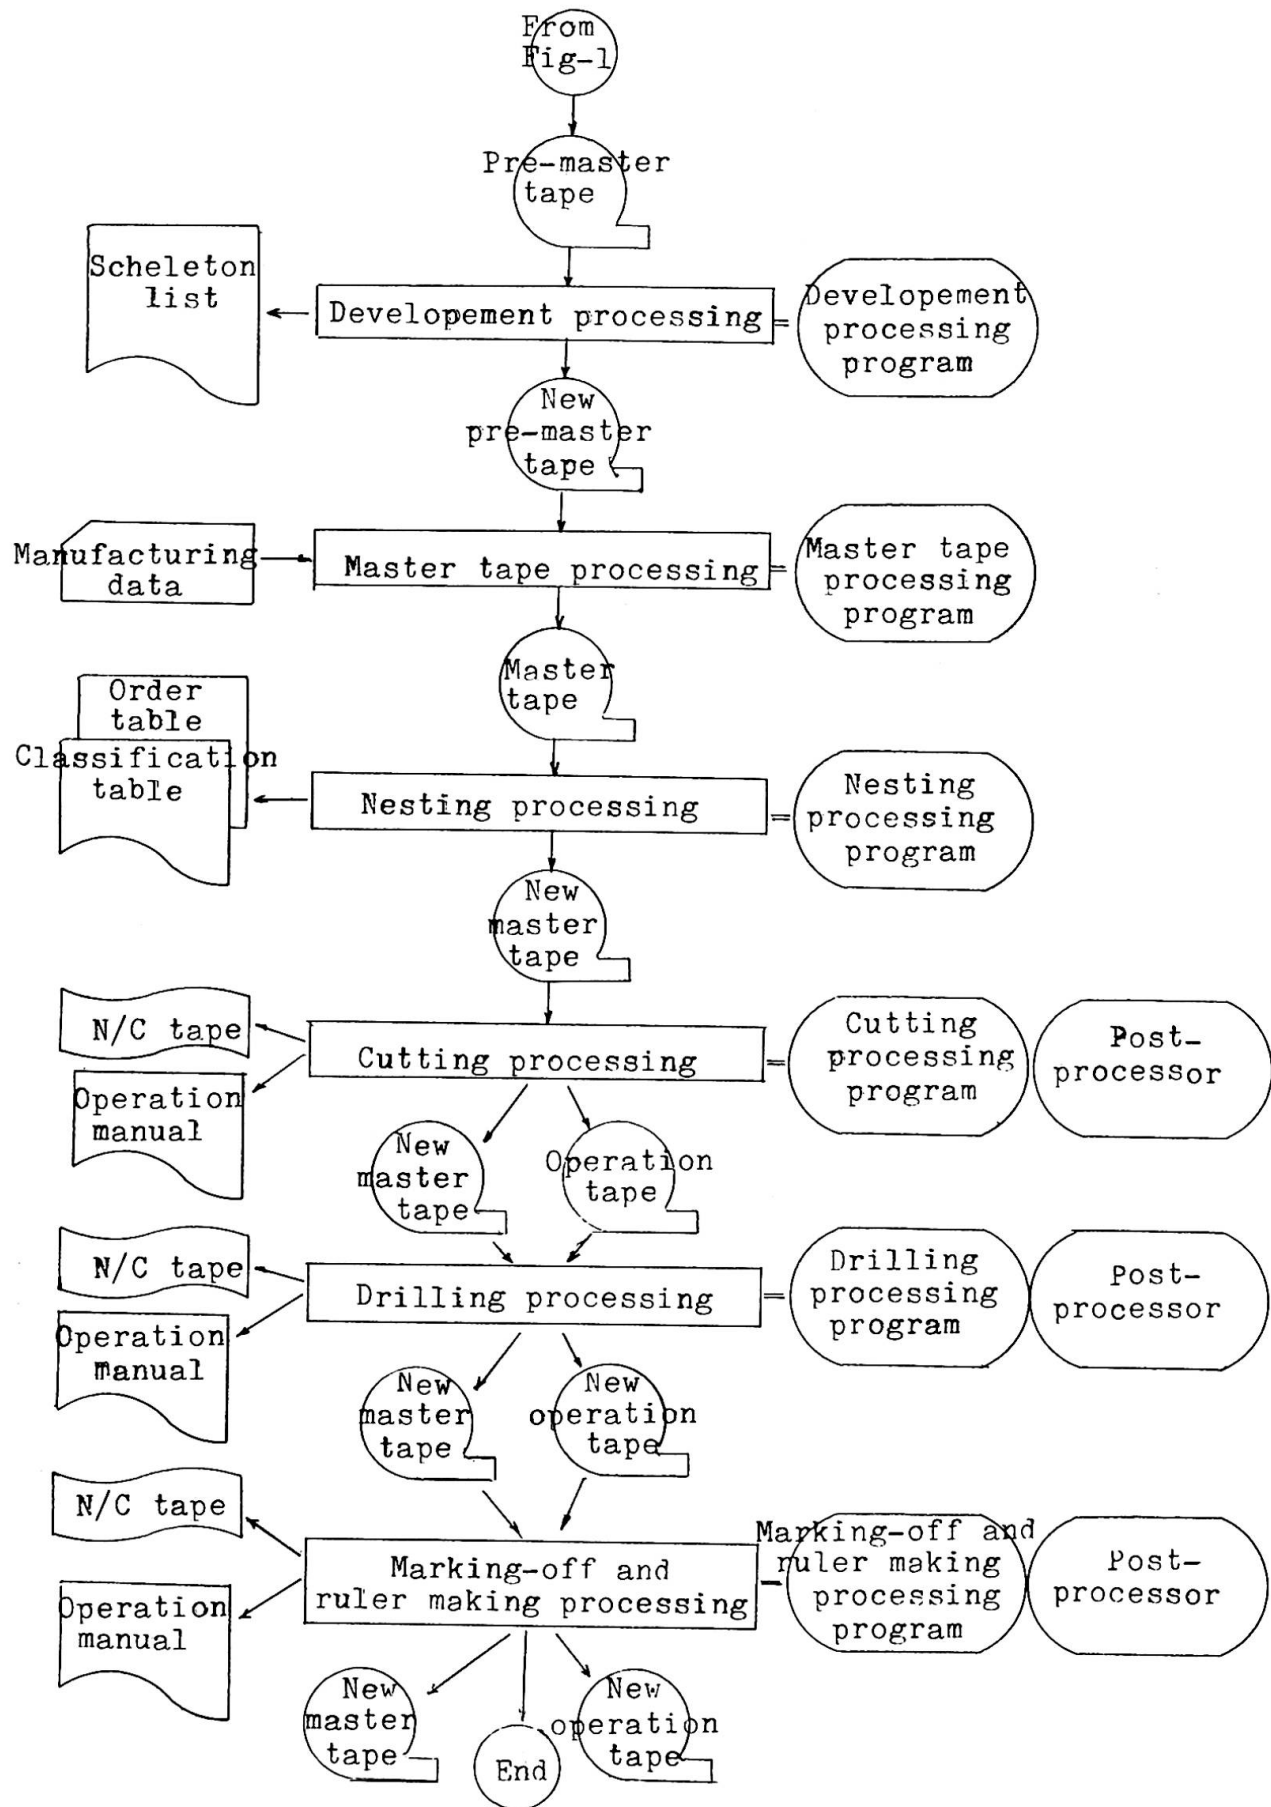 From
Fig-1
Pre-master
tape
Scheleton
list
Developement processing
=
Developement
processing
program
New
pre-master
tape
Manufacturing
data
Master tape processing
=
Master tape
processing
program
Master
tape
Order
table
Classification
table
Nesting processing
=
Nesting
processing
program
New
master
tape
N/C tape
Operation
manual
Cutting processing
=
Cutting
processing
program
Post-
processor
New
master
tape
Operation
tape
N/C tape
Operation
manual
Drilling processing
=
Drilling
processing
program
Post-
processor
New
master
tape
New
operation
tape
N/C tape
Operation
manual
Marking-off and
ruler making processing
Marking-off and
ruler making
processing
program
Post-
processor
New
master
tape
End
New
operation
tape